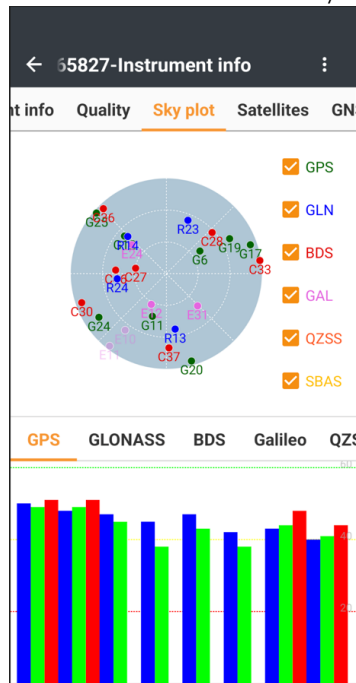 65827-Instrument info
nt info Quality Sky plot Satellites GN
GPS
GLN
BDS
GAL
QZSS
SBAS
R23
C28
G19
G17
G6
C33
G25
R14
E24
C27
R24
C30
G24
E12
G11
E31
E10
E11
R13
C37
G20
GPS GLONASS BDS Galileo QZS
60
40
20